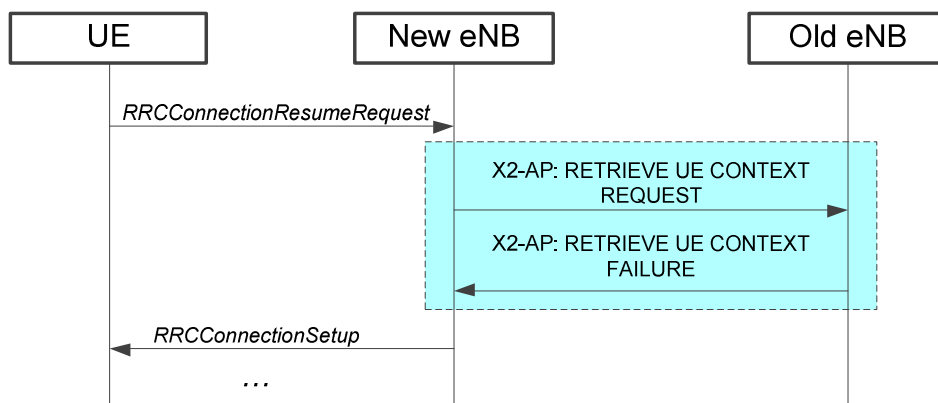 UE
New eNB
Old eNB
RRCConnectionResumeRequest
X2-AP: RETRIEVE UE CONTEXT
REQUEST
X2-AP: RETRIEVE UE CONTEXT
FAILURE
RRCConnectionSetup
...